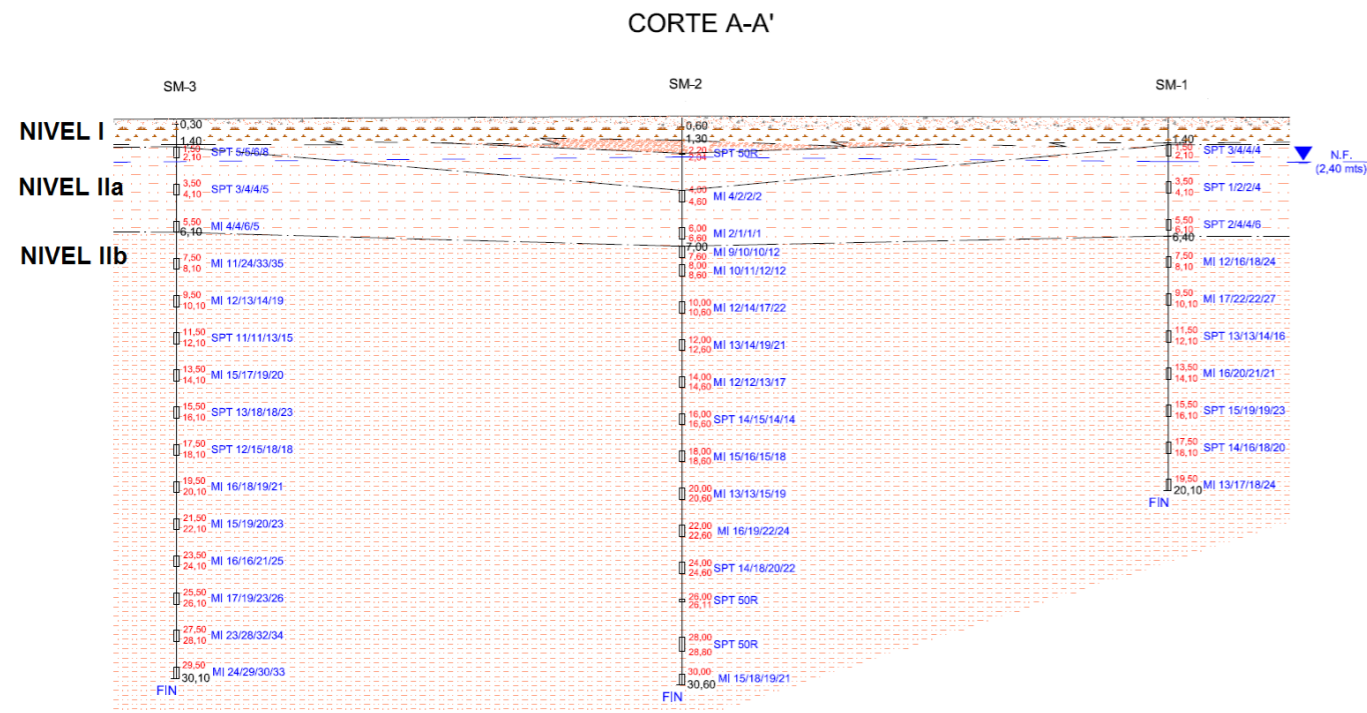 CORTE A-A'
SM-3
SM-2
SM-1
NIVEL I
NIVEL IIa
NIVEL IIb
0,30
1,40
1,50
2,10
SPT 5/5/6/8
3,50
4,10
SPT 3/4/4/5
5,50
6,10
MI 4/4/6/5
7,50
8,10
MI 11/24/33/35
9,50
10,10
MI 12/13/14/19
11,50
12,10
SPT 11/11/13/15
13,50
14,10
MI 15/17/19/20
15,50
16,10
SPT 13/18/18/23
17,50
18,10
SPT 12/15/18/18
19,50
20,10
MI 16/18/19/21
21,50
22,10
MI 15/19/20/23
23,50
24,10
MI 16/16/21/25
25,50
26,10
MI 17/19/23/26
27,50
28,10
MI 23/28/32/34
29,50
30,10
MI 24/29/30/33
FIN
0,60
1,30
2,20
SPT 50R
4,00
4,60
MI 4/2/2/2
6,00
6,60
MI 2/1/1/1
7,00
7,60
MI 9/10/10/12
8,00
8,60
MI 10/11/12/12
10,00
10,60
MI 12/14/17/22
12,00
12,60
MI 13/14/19/21
14,00
14,60
MI 12/12/13/17
16,00
16,60
SPT 14/15/14/14
18,00
18,60
MI 15/16/15/18
20,00
20,60
MI 13/13/15/19
22,00
22,60
MI 16/19/22/24
24,00
24,60
SPT 14/18/20/22
26,00
26,11
SPT 50R
28,00
28,80
SPT 50R
30,00
30,60
MI 15/18/19/21
FIN
1,40
1,50
2,10
SPT 3/4/4/4
3,50
4,10
SPT 1/2/2/4
5,50
6,10
SPT 2/4/4/6
6,40
7,50
8,10
MI 12/16/18/24
9,50
10,10
MI 17/22/22/27
11,50
12,10
SPT 13/13/14/16
13,50
14,10
MI 16/20/21/21
15,50
16,10
SPT 15/19/19/23
17,50
18,10
SPT 14/16/18/20
19,50
20,10
MI 13/17/18/24
FIN
N.F.
(2,40 mts)